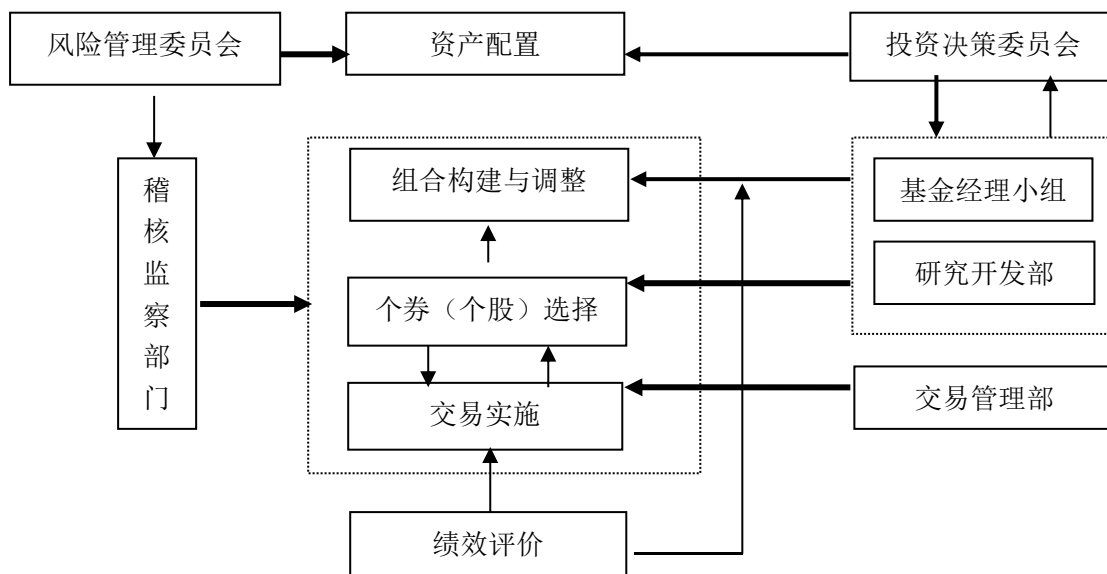 风险管理委员会
资产配置
投资决策委员会
稽核监察部门
组合构建与调整
基金经理小组
研究开发部
个券（个股）选择
交易实施
交易管理部
绩效评价